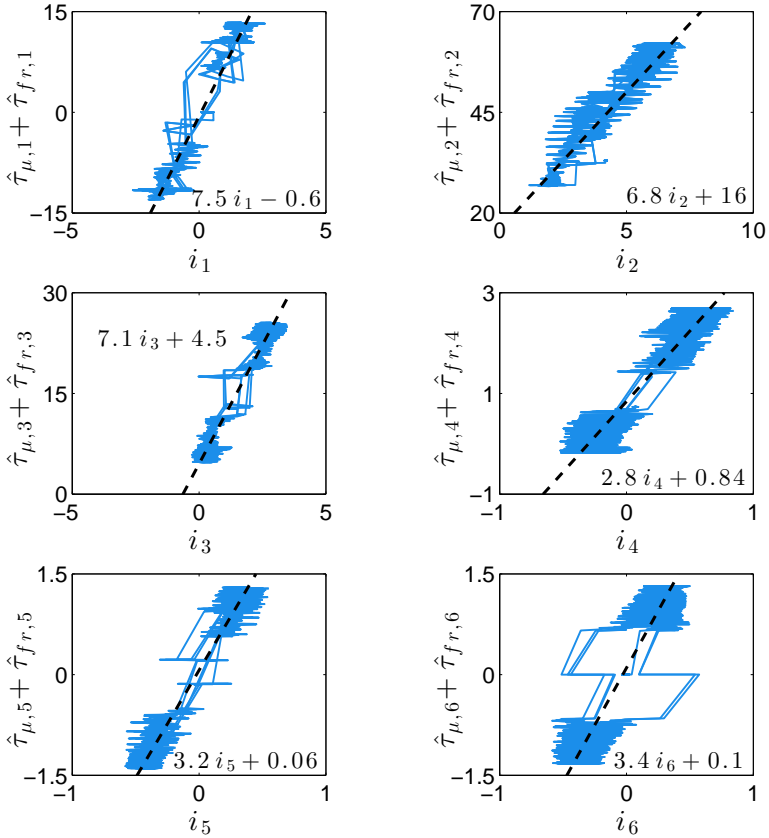 15
0
−15
−5
0
5
i₁
τ̂μ,1 + τ̂fr,1
7.5 i₁ − 0.6
70
45
20
0
5
10
i₂
τ̂μ,2 + τ̂fr,2
6.8 i₂ + 16
30
15
0
−5
0
5
i₃
τ̂μ,3 + τ̂fr,3
7.1 i₃ + 4.5
3
1
−1
−1
0
1
i₄
τ̂μ,4 + τ̂fr,4
2.8 i₄ + 0.84
1.5
0
−1.5
−1
0
1
i₅
τ̂μ,5 + τ̂fr,5
3.2 i₅ + 0.06
1.5
0
−1.5
−1
0
1
i₆
τ̂μ,6 + τ̂fr,6
3.4 i₆ + 0.1